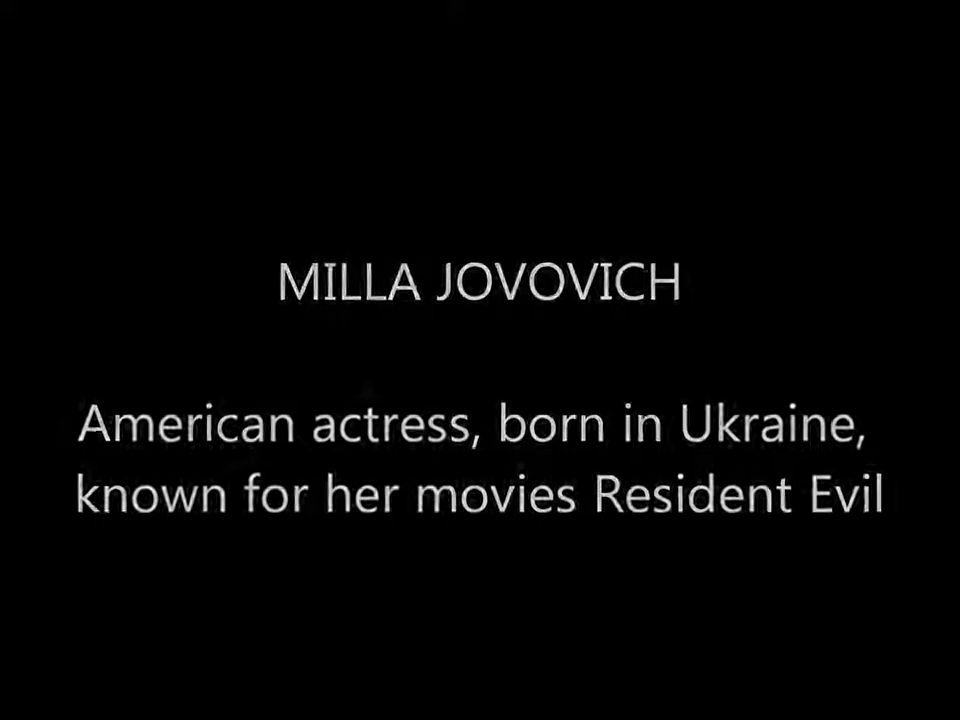 MILLA JOVOVICH
American actress, born in Ukraine,
known for her movies Resident Evil